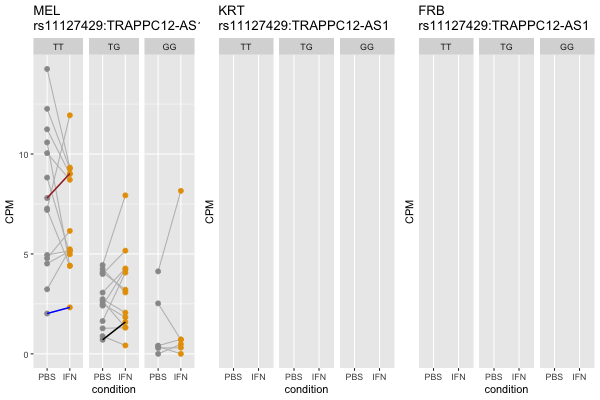 MEL
rs11127429:TRAPPC12-AS1
TT TG GG
CPM
10
5
0
PBS IFN PBS IFN PBS IFN
condition
KRT
rs11127429:TRAPPC12-AS1
TT TG GG
CPM
PBS IFN PBS IFN PBS IFN
condition
FRB
rs11127429:TRAPPC12-AS1
TT TG GG
CPM
PBS IFN PBS IFN PBS IFN
condition